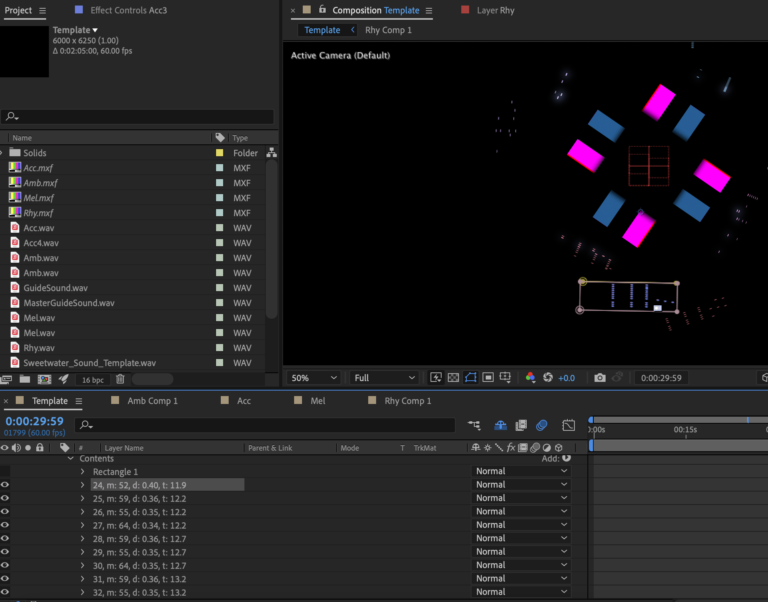 Project
Effect Controls Acc3
Template
6000 x 6250 (1.00)
Δ 0:02:05:00, 60.00 fps
Name Type
Solids Folder
Acc.mxf MXF
Amb.mxf MXF
Mel.mxf MXF
Rhy.mxf MXF
Acc.wav WAV
Acc4.wav WAV
Amb.wav WAV
Amb.wav WAV
GuideSound.wav WAV
MasterGuideSound.wav WAV
Mel.wav WAV
Mel.wav WAV
Rhy.wav WAV
Sweetwater_Sound_Template.wav WAV
16 bpc
× Composition Template
Layer Rhy
Template Rhy Comp 1
Active Camera (Default)
50% Full +0.0 0:00:29:59
× Template Amb Comp 1 Acc Mel Rhy Comp 1
0:00:29:59
01799 (60.00 fps)
:00s 00:15s
# Layer Name Parent & Link Mode T TrkMat
Contents Add:
Rectangle 1 Normal
24, m: 52, d: 0.40, t: 11.9 Normal
25, m: 59, d: 0.36, t: 12.2 Normal
26, m: 55, d: 0.35, t: 12.2 Normal
27, m: 64, d: 0.34, t: 12.2 Normal
28, m: 59, d: 0.36, t: 12.7 Normal
29, m: 55, d: 0.35, t: 12.7 Normal
30, m: 64, d: 0.35, t: 12.7 Normal
31, m: 59, d: 0.36, t: 13.2 Normal
32, m: 55, d: 0.35, t: 13.2 Normal